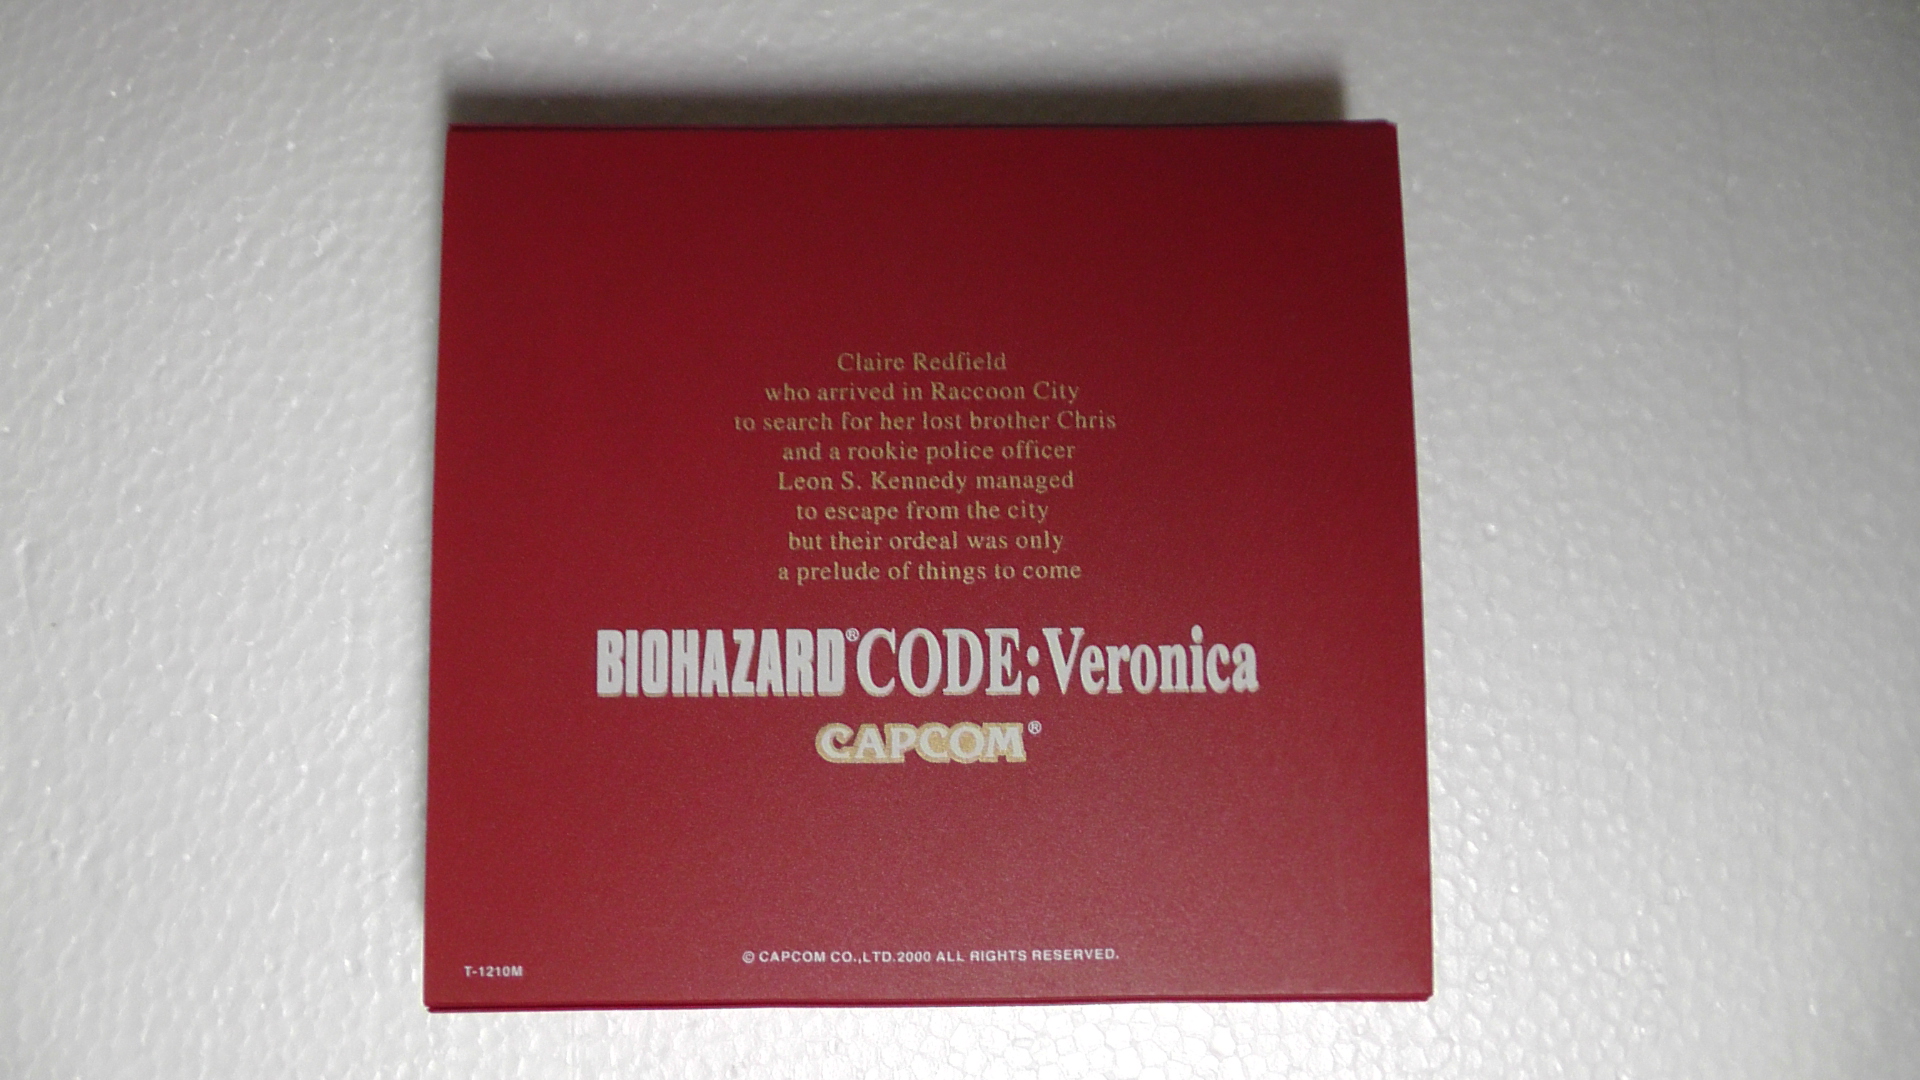 Claire Redfield
who arrived in Raccoon City
to search for her lost brother Chris
and a rookie police officer
Leon S. Kennedy managed
to escape from the city
but their ordeal was only
a prelude of things to come
BIOHAZARD®CODE:Veronica
CAPCOM®
© CAPCOM CO.,LTD.2000 ALL RIGHTS RESERVED.
T-1210M